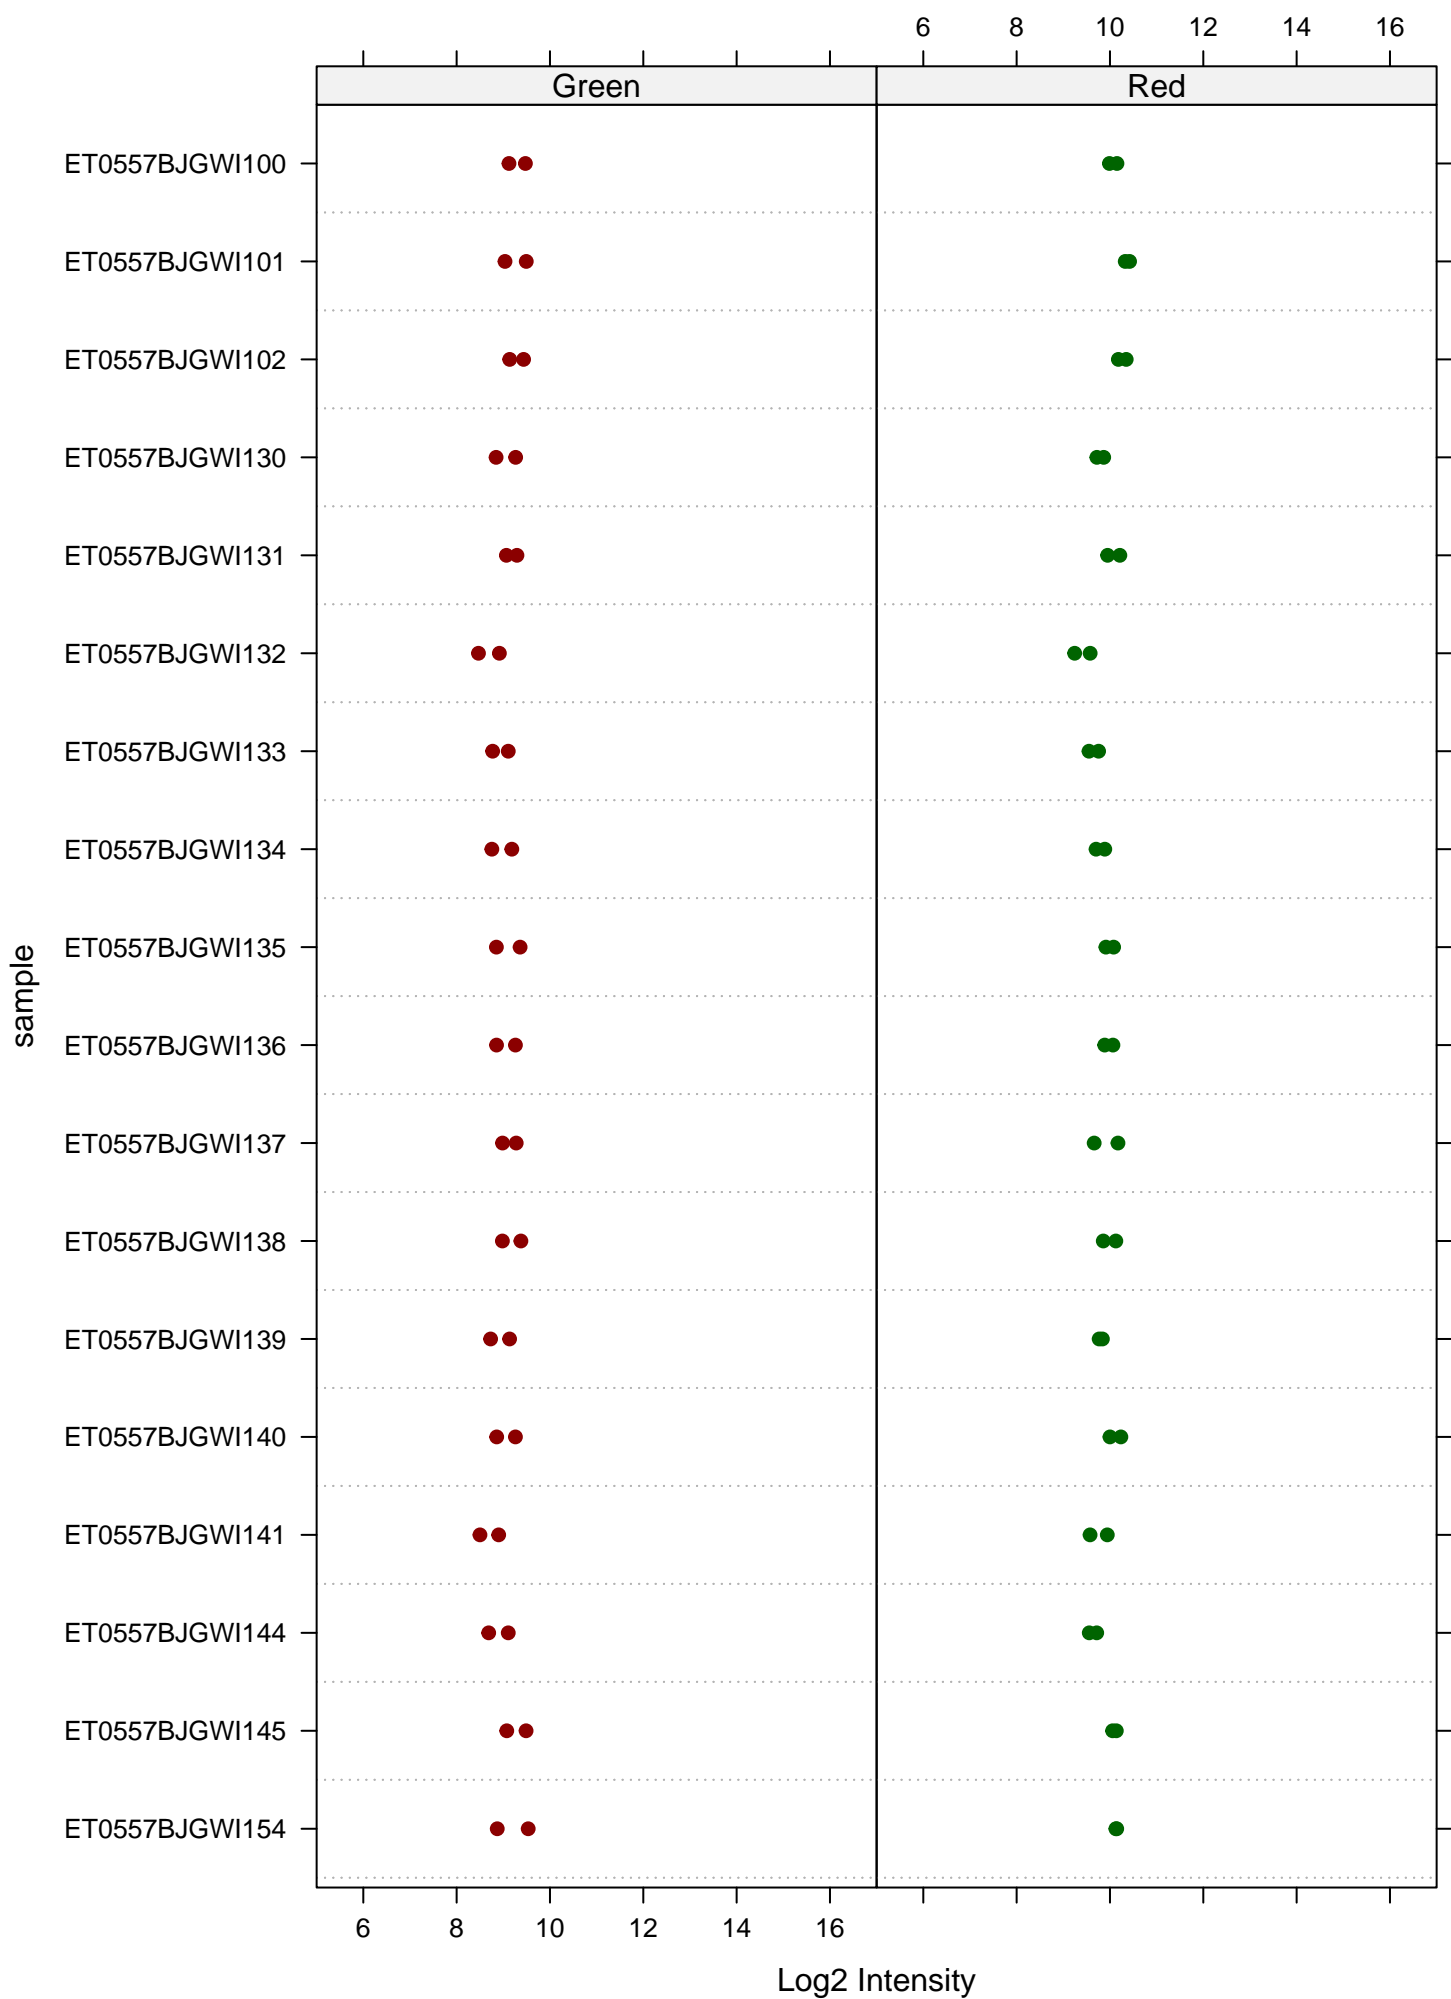 6 8 10 12 14 16
Green Red
ET0557BJGWI100
ET0557BJGWI101
ET0557BJGWI102
ET0557BJGWI130
ET0557BJGWI131
ET0557BJGWI132
ET0557BJGWI133
ET0557BJGWI134
ET0557BJGWI135
sample
ET0557BJGWI136
ET0557BJGWI137
ET0557BJGWI138
ET0557BJGWI139
ET0557BJGWI140
ET0557BJGWI141
ET0557BJGWI144
ET0557BJGWI145
ET0557BJGWI154
6 8 10 12 14 16
Log2 Intensity